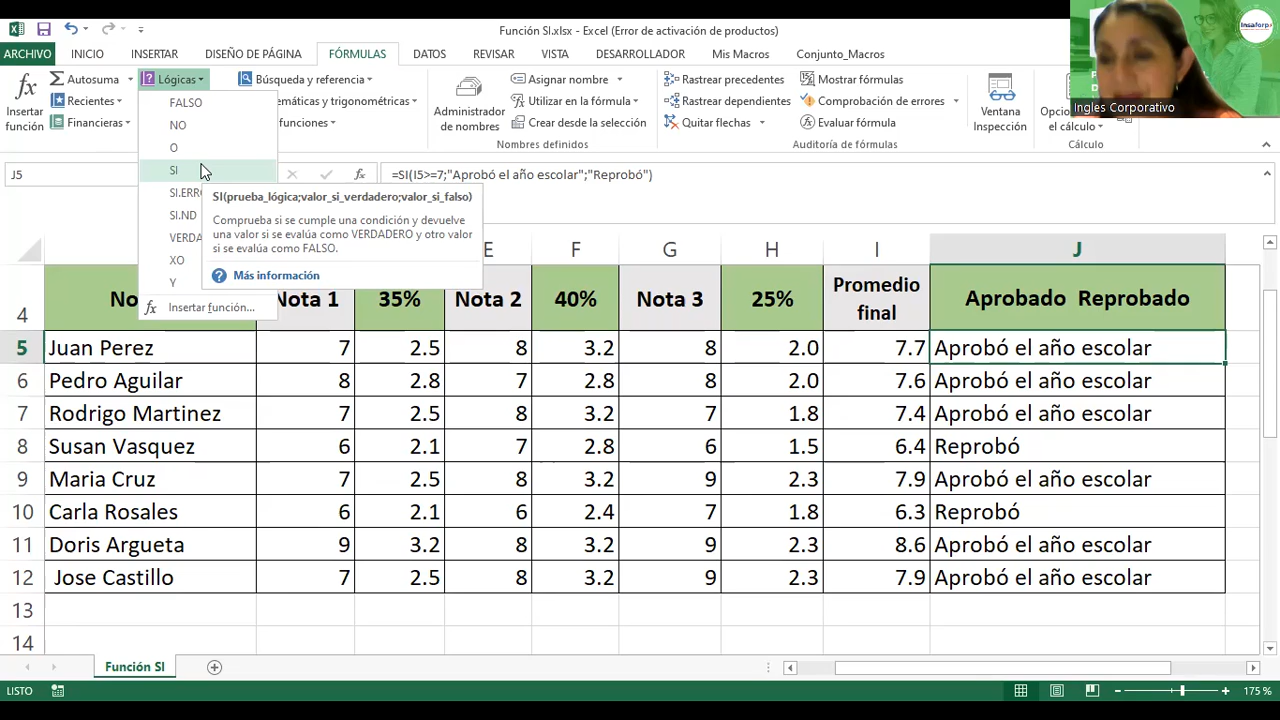 Función SI.xlsx - Excel (Error de activación de productos)
Insaforp
ARCHIVO INICIO INSERTAR DISEÑO DE PÁGINA FÓRMULAS DATOS REVISAR VISTA DESARROLLADOR Mis Macros Conjunto_Macros
Insertar función
Autosuma
Recientes
Financieras
Lógicas
Búsqueda y referencia
máticas y trigonométricas
funciones
Administrador de nombres
Asignar nombre
Utilizar en la fórmula
Crear desde la selección
Nombres definidos
Rastrear precedentes
Rastrear dependientes
Quitar flechas
Mostrar fórmulas
Comprobación de errores
Evaluar fórmula
Auditoría de fórmulas
Ventana Inspección
el cálculo
Cálculo
Ingles Corporativo
FALSO
NO
O
SI
SI.ERRO
SI.ND
VERDA
XO
Y
fx Insertar función...
SI(prueba_lógica;valor_si_verdadero;valor_si_falso)
Comprueba si se cumple una condición y devuelve
una valor si se evalúa como VERDADERO y otro valor
si se evalúa como FALSO.
? Más información
J5 fx =SI(I5>=7;"Aprobó el año escolar";"Reprobó")
E F G H I J
4 No Nota 1 35% Nota 2 40% Nota 3 25% Promedio final Aprobado Reprobado
5 Juan Perez 7 2.5 8 3.2 8 2.0 7.7 Aprobó el año escolar
6 Pedro Aguilar 8 2.8 7 2.8 8 2.0 7.6 Aprobó el año escolar
7 Rodrigo Martinez 7 2.5 8 3.2 7 1.8 7.4 Aprobó el año escolar
8 Susan Vasquez 6 2.1 7 2.8 6 1.5 6.4 Reprobó
9 Maria Cruz 7 2.5 8 3.2 9 2.3 7.9 Aprobó el año escolar
10 Carla Rosales 6 2.1 6 2.4 7 1.8 6.3 Reprobó
11 Doris Argueta 9 3.2 8 3.2 9 2.3 8.6 Aprobó el año escolar
12 Jose Castillo 7 2.5 8 3.2 9 2.3 7.9 Aprobó el año escolar
13
14
Función SI
LISTO 175 %